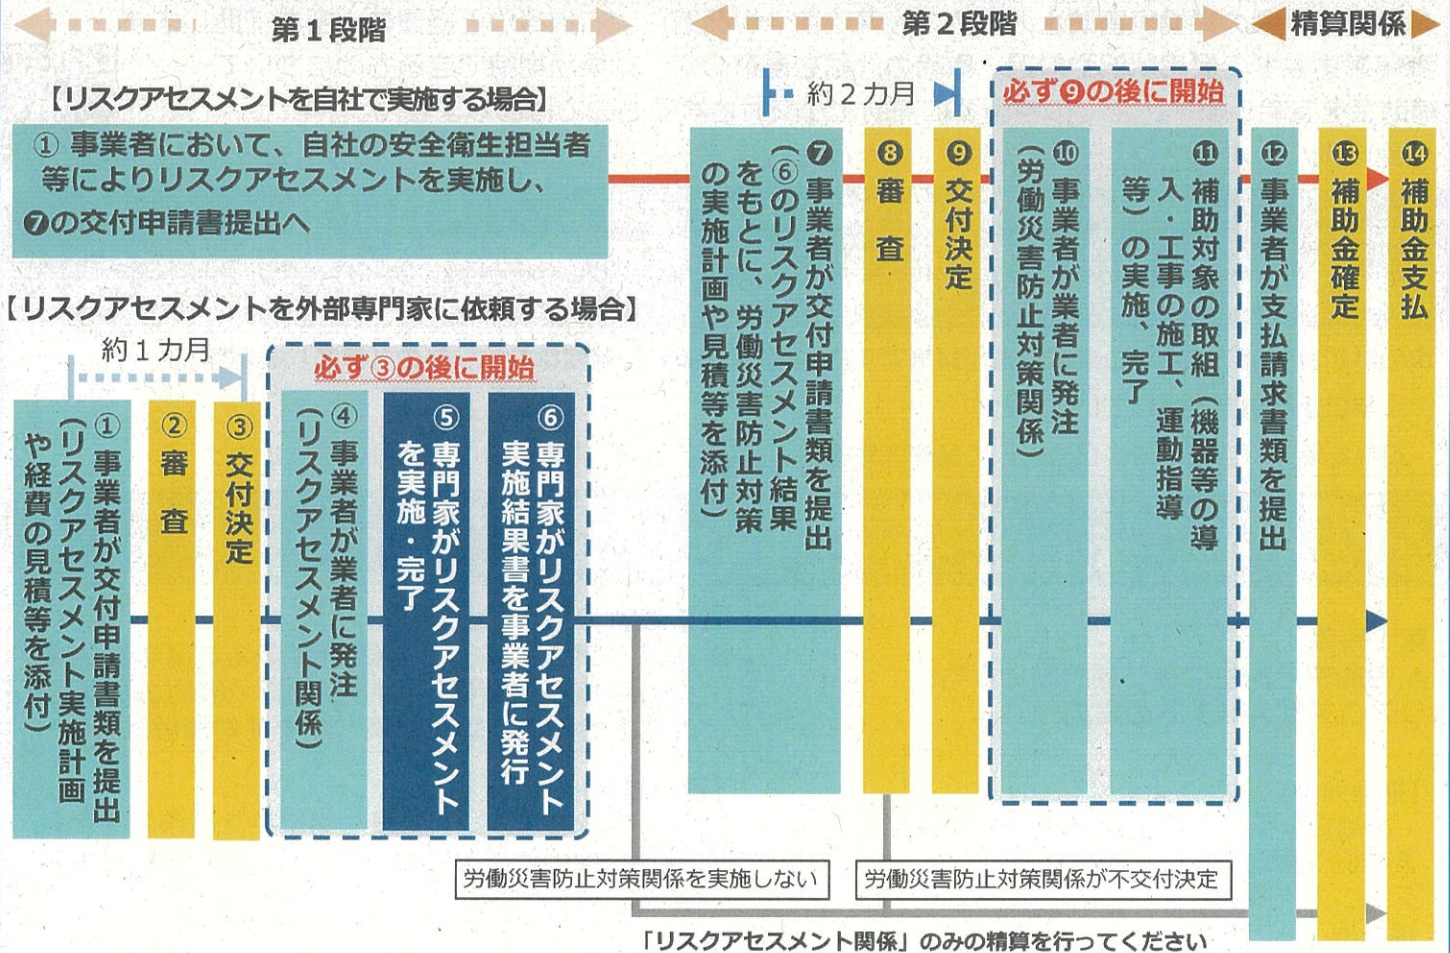 第１段階
第２段階
精算関係
【リスクアセスメントを自社で実施する場合】
① 事業者において、自社の安全衛生担当者
等によりリスクアセスメントを実施し、
❼の交付申請書提出へ
【リスクアセスメントを外部専門家に依頼する場合】
約１カ月
①事業者が交付申請書類を提出
（リスクアセスメント実施計画
や経費の見積等を添付）
②審　査
③交付決定
必ず③の後に開始
④事業者が業者に発注
（リスクアセスメント関係）
⑤専門家がリスクアセスメント
を実施・完了
⑥専門家がリスクアセスメント
実施結果書を事業者に発行
約２カ月
❼事業者が交付申請書類を提出
（⑥のリスクアセスメント結果
をもとに、労働災害防止対策
の実施計画や見積等を添付）
❽審　査
❾交付決定
必ず❾の後に開始
❿事業者が業者に発注
（労働災害防止対策関係）
⓫補助対象の取組（機器等の導
入・工事の施工、運動指導
等）の実施、完了
⓬事業者が支払請求書類を提出
⓭補助金確定
⓮補助金支払
労働災害防止対策関係を実施しない
労働災害防止対策関係が不交付決定
「リスクアセスメント関係」のみの精算を行ってください